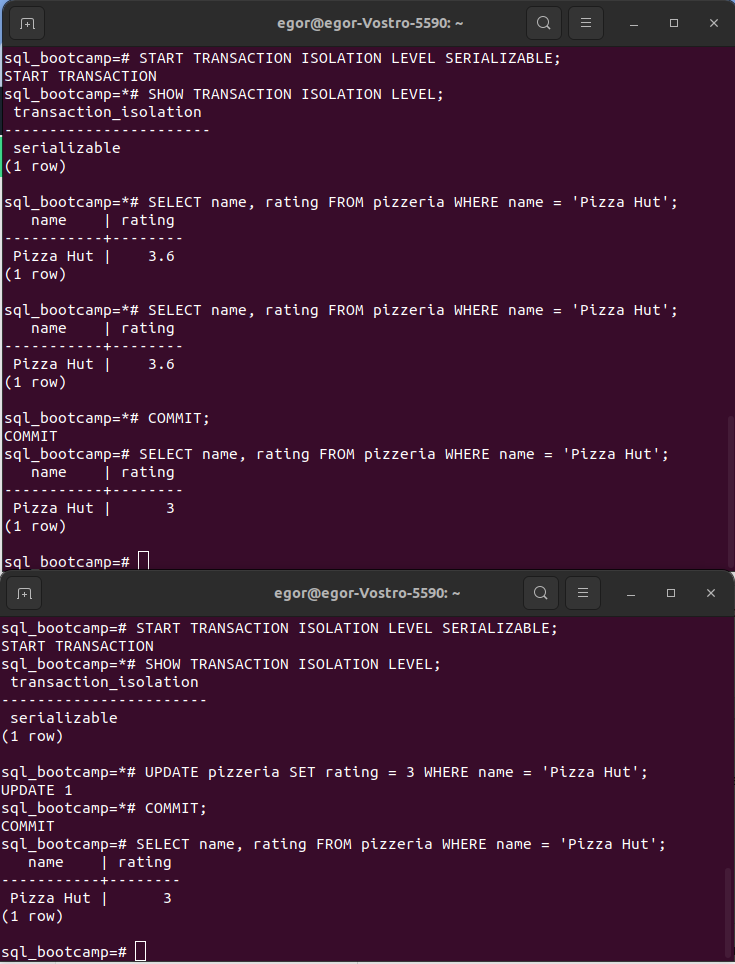 egor@egor-Vostro-5590: ~
sql_bootcamp=# START TRANSACTION ISOLATION LEVEL SERIALIZABLE;
START TRANSACTION
sql_bootcamp=*# SHOW TRANSACTION ISOLATION LEVEL;
 transaction_isolation
-----------------------
 serializable
(1 row)

sql_bootcamp=*# SELECT name, rating FROM pizzeria WHERE name = 'Pizza Hut';
   name    | rating
-----------+--------
 Pizza Hut |    3.6
(1 row)

sql_bootcamp=*# SELECT name, rating FROM pizzeria WHERE name = 'Pizza Hut';
   name    | rating
-----------+--------
 Pizza Hut |    3.6
(1 row)

sql_bootcamp=*# COMMIT;
COMMIT
sql_bootcamp=# SELECT name, rating FROM pizzeria WHERE name = 'Pizza Hut';
   name    | rating
-----------+--------
 Pizza Hut |      3
(1 row)

sql_bootcamp=#
egor@egor-Vostro-5590: ~
sql_bootcamp=# START TRANSACTION ISOLATION LEVEL SERIALIZABLE;
START TRANSACTION
sql_bootcamp=*# SHOW TRANSACTION ISOLATION LEVEL;
 transaction_isolation
-----------------------
 serializable
(1 row)

sql_bootcamp=*# UPDATE pizzeria SET rating = 3 WHERE name = 'Pizza Hut';
UPDATE 1
sql_bootcamp=*# COMMIT;
COMMIT
sql_bootcamp=# SELECT name, rating FROM pizzeria WHERE name = 'Pizza Hut';
   name    | rating
-----------+--------
 Pizza Hut |      3
(1 row)

sql_bootcamp=#